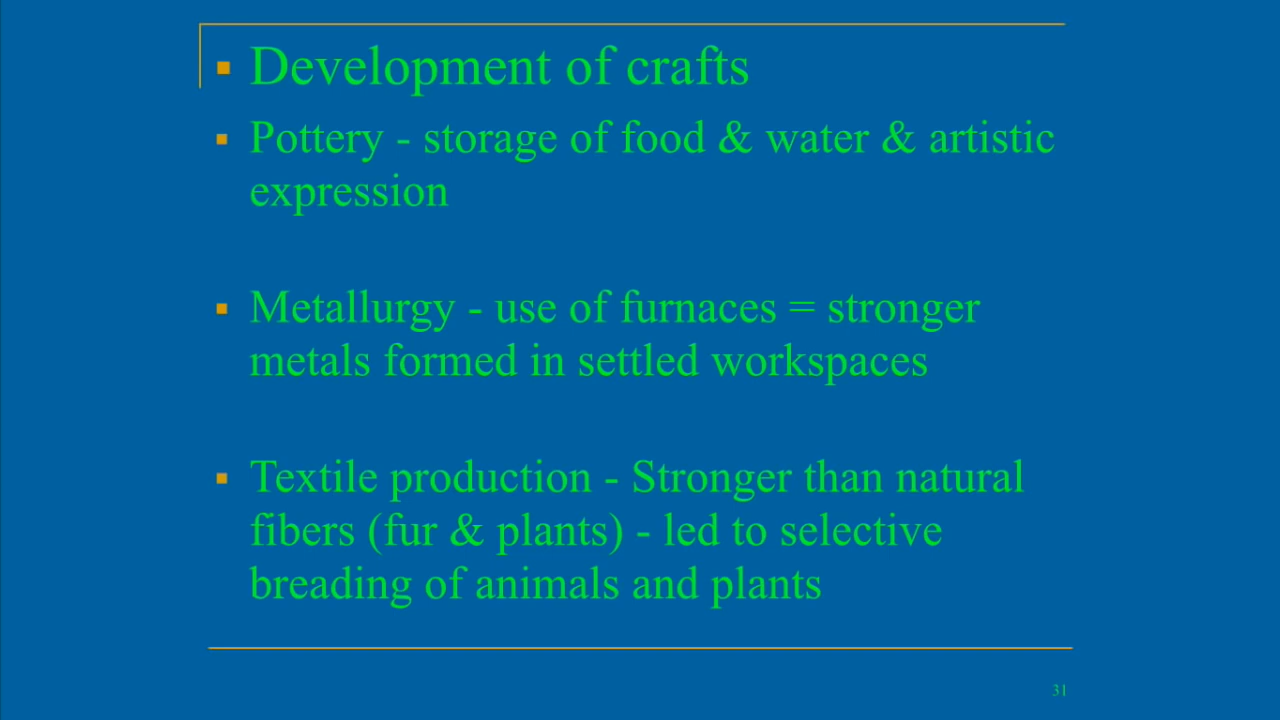 ▪ Development of crafts
▪ Pottery - storage of food & water & artistic
expression
▪ Metallurgy - use of furnaces = stronger
metals formed in settled workspaces
▪ Textile production - Stronger than natural
fibers (fur & plants) - led to selective
breading of animals and plants
31